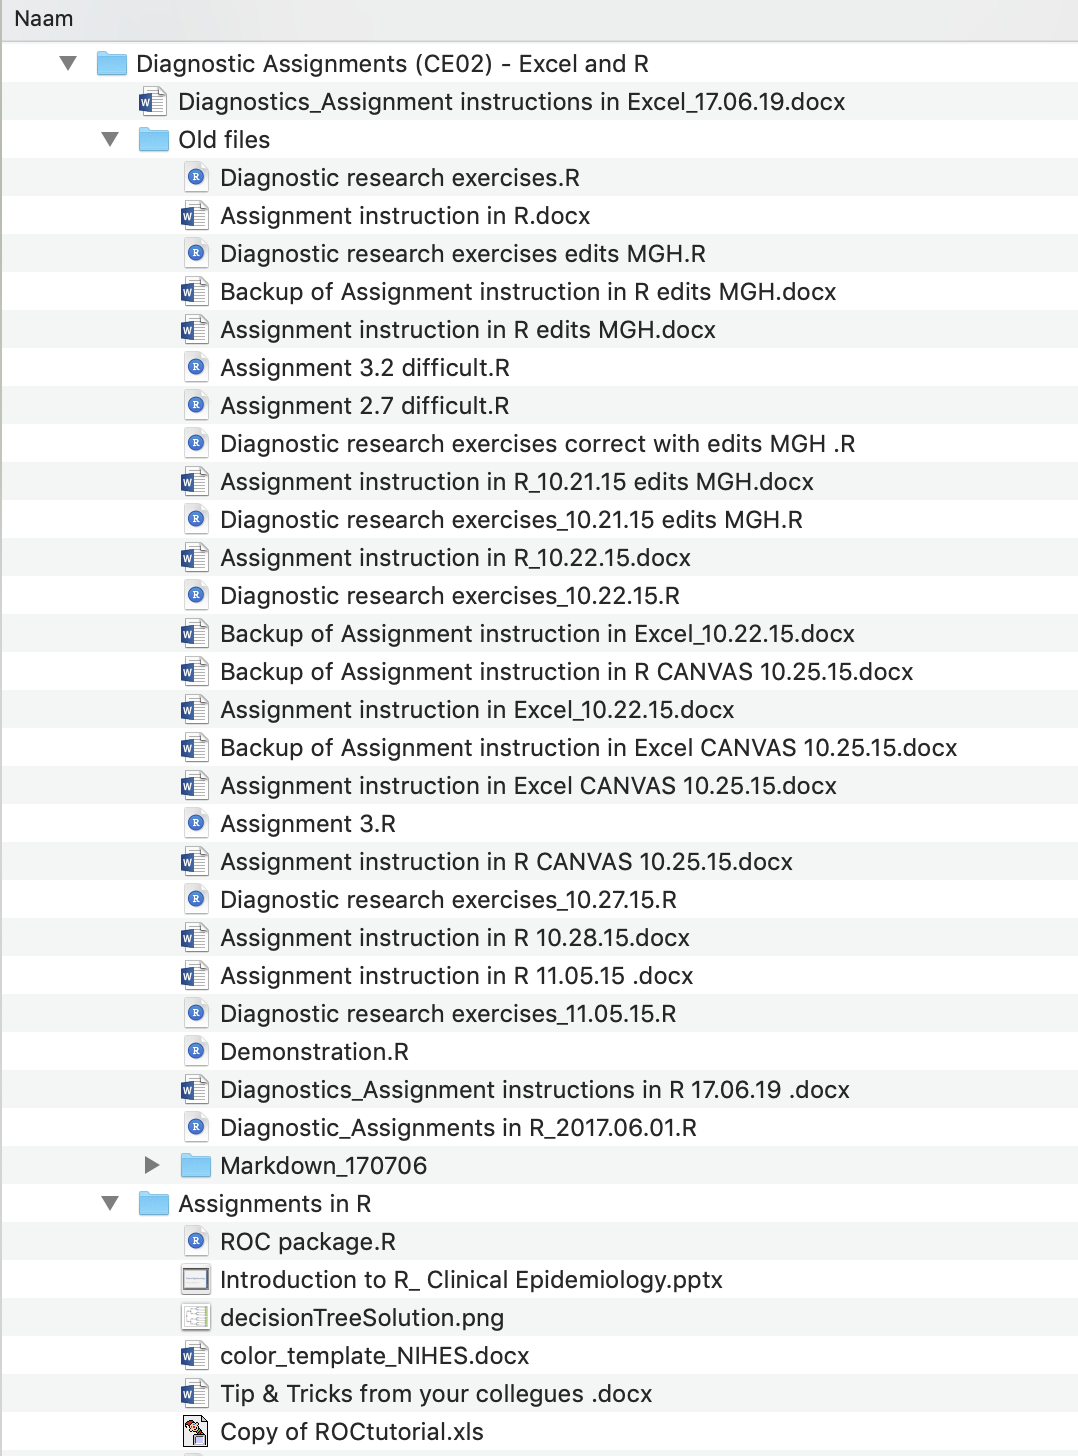 Naam
Diagnostic Assignments (CE02) - Excel and R
Diagnostics_Assignment instructions in Excel_17.06.19.docx
Old files
Diagnostic research exercises.R
Assignment instruction in R.docx
Diagnostic research exercises edits MGH.R
Backup of Assignment instruction in R edits MGH.docx
Assignment instruction in R edits MGH.docx
Assignment 3.2 difficult.R
Assignment 2.7 difficult.R
Diagnostic research exercises correct with edits MGH .R
Assignment instruction in R_10.21.15 edits MGH.docx
Diagnostic research exercises_10.21.15 edits MGH.R
Assignment instruction in R_10.22.15.docx
Diagnostic research exercises_10.22.15.R
Backup of Assignment instruction in Excel_10.22.15.docx
Backup of Assignment instruction in R CANVAS 10.25.15.docx
Assignment instruction in Excel_10.22.15.docx
Backup of Assignment instruction in Excel CANVAS 10.25.15.docx
Assignment instruction in Excel CANVAS 10.25.15.docx
Assignment 3.R
Assignment instruction in R CANVAS 10.25.15.docx
Diagnostic research exercises_10.27.15.R
Assignment instruction in R 10.28.15.docx
Assignment instruction in R 11.05.15 .docx
Diagnostic research exercises_11.05.15.R
Demonstration.R
Diagnostics_Assignment instructions in R 17.06.19 .docx
Diagnostic_Assignments in R_2017.06.01.R
Markdown_170706
Assignments in R
ROC package.R
Introduction to R_ Clinical Epidemiology.pptx
decisionTreeSolution.png
color_template_NIHES.docx
Tip & Tricks from your collegues .docx
Copy of ROCtutorial.xls